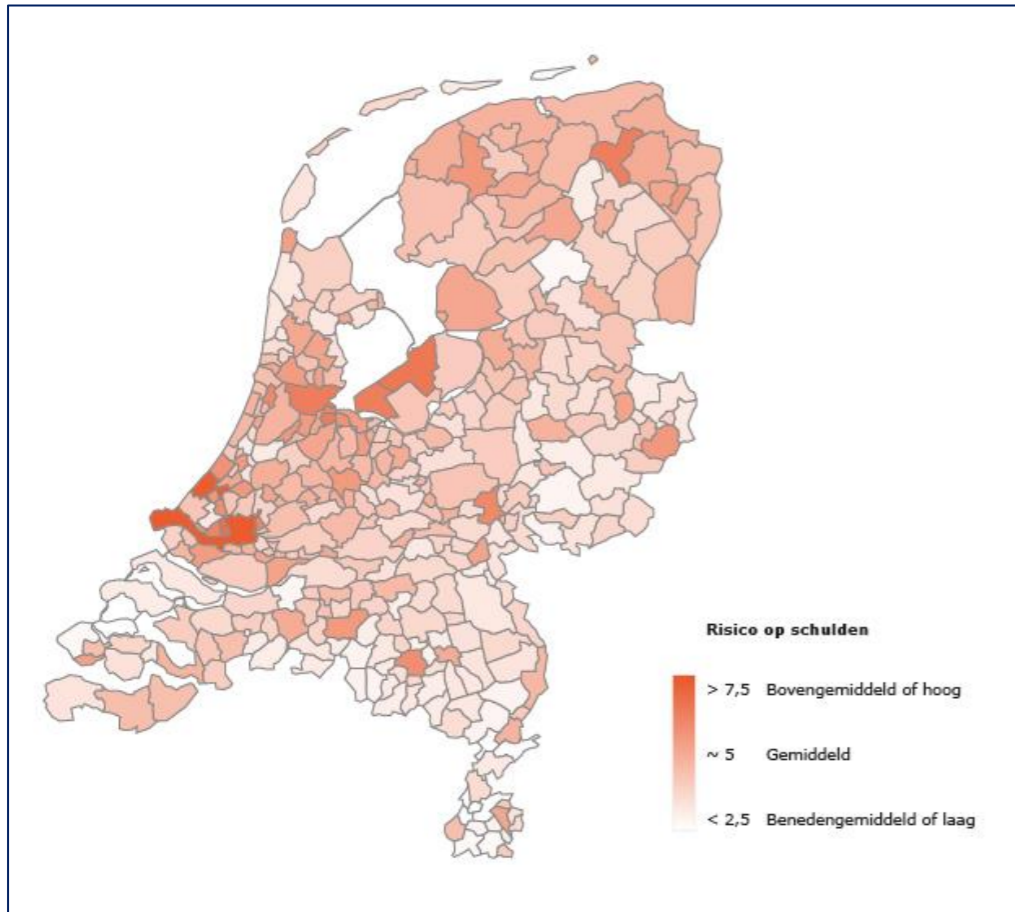 Risico op schulden
> 7,5 Bovengemiddeld of hoog
~ 5 Gemiddeld
< 2,5 Benedengemiddeld of laag